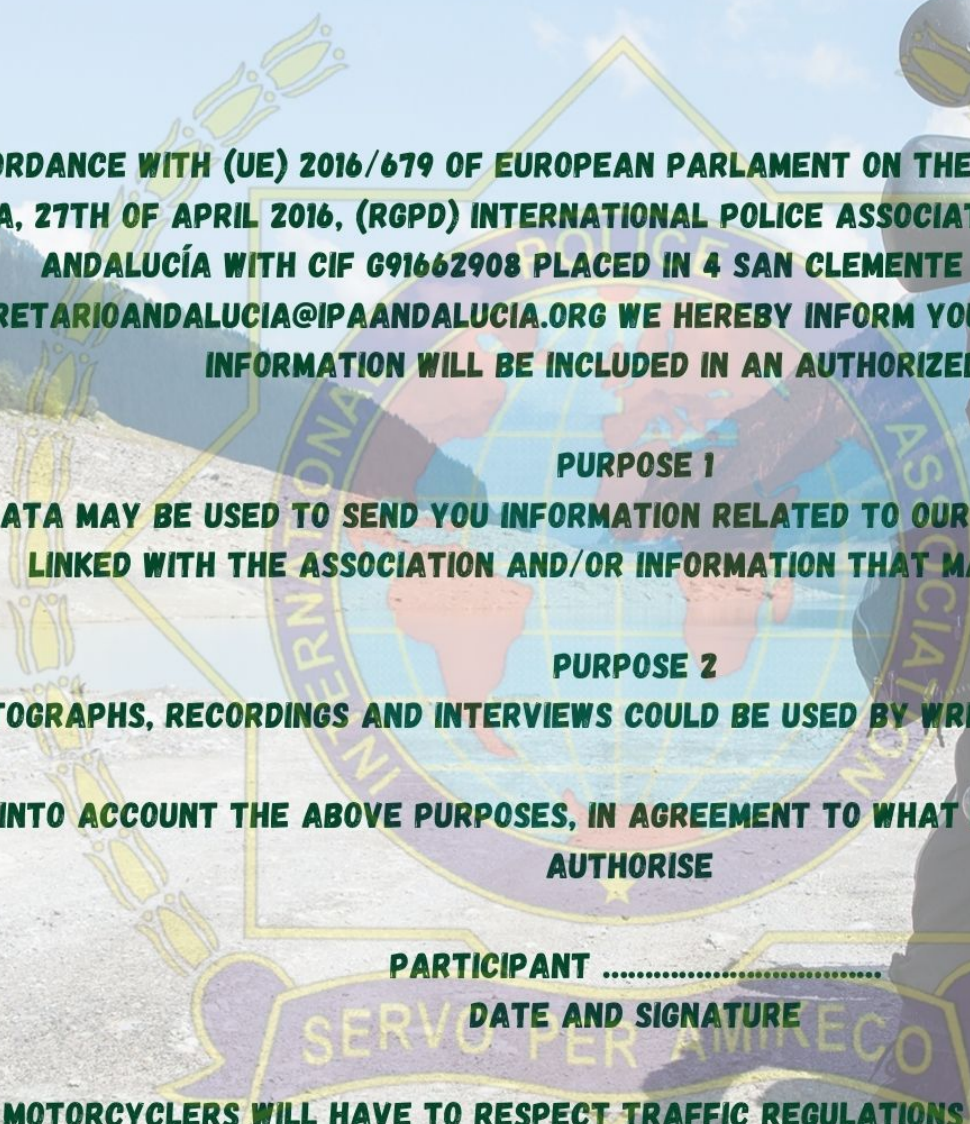 ORDANCE WITH (UE) 2016/679 OF EUROPEAN PARLAMENT ON THE
A, 27TH OF APRIL 2016, (RGPD) INTERNATIONAL POLICE ASSOCIAT
ANDALUCÍA WITH CIF G91662908 PLACED IN 4 SAN CLEMENTE
RETARIOANDALUCIA@IPAANDALUCIA.ORG WE HEREBY INFORM YOU
INFORMATION WILL BE INCLUDED IN AN AUTHORIZED
PURPOSE 1
ATA MAY BE USED TO SEND YOU INFORMATION RELATED TO OUR
LINKED WITH THE ASSOCIATION AND/OR INFORMATION THAT MA
PURPOSE 2
TOGRAPHS, RECORDINGS AND INTERVIEWS COULD BE USED BY WRI
INTO ACCOUNT THE ABOVE PURPOSES, IN AGREEMENT TO WHAT
AUTHORISE
PARTICIPANT ..................................
DATE AND SIGNATURE
MOTORCYCLERS WILL HAVE TO RESPECT TRAFFIC REGULATIONS
INTERNATIONAL POLICE ASSOCIATION
SERVO PER AMIKECO